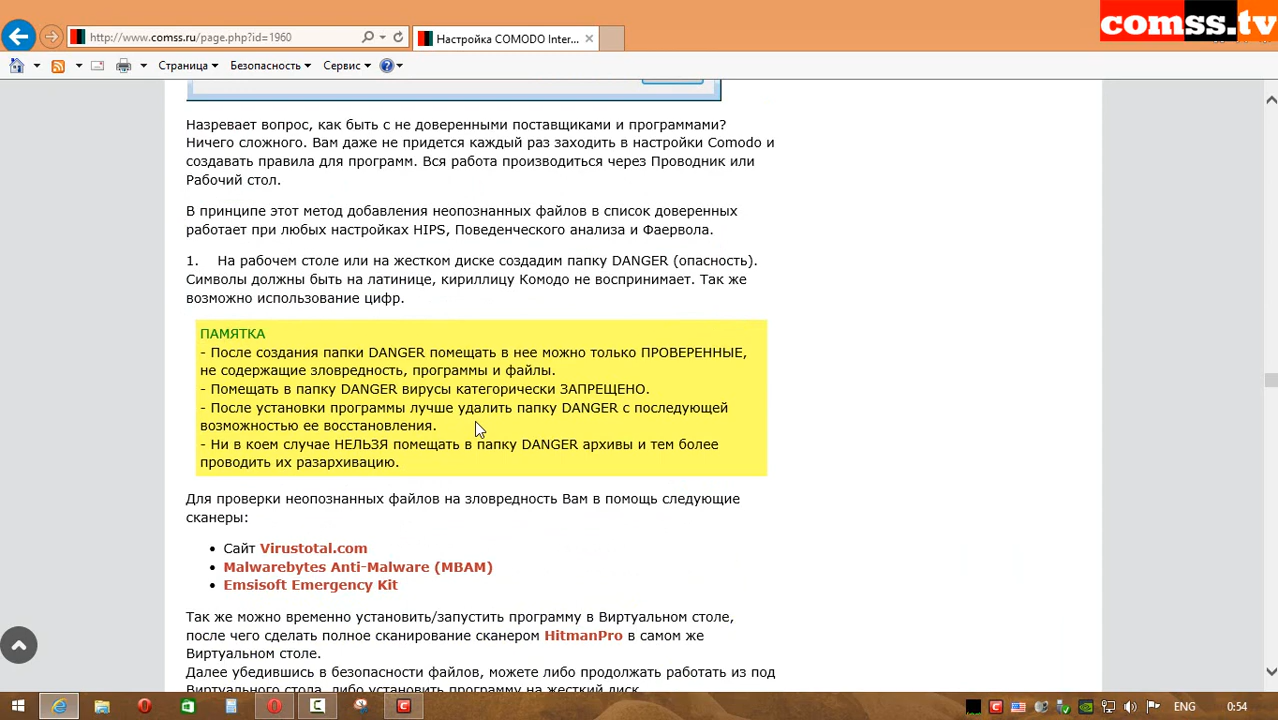 comss.tv
http://www.comss.ru/page.php?id=1960
Настройка COMODO Inter...
Страница
Безопасность
Сервис
Назревает вопрос, как быть с не доверенными поставщиками и программами?
Ничего сложного. Вам даже не придется каждый раз заходить в настройки Comodo и
создавать правила для программ. Вся работа производиться через Проводник или
Рабочий стол.
В принципе этот метод добавления неопознанных файлов в список доверенных
работает при любых настройках HIPS, Поведенческого анализа и Фаервола.
1. На рабочем столе или на жестком диске создадим папку DANGER (опасность).
Символы должны быть на латинице, кириллицу Комодо не воспринимает. Так же
возможно использование цифр.
ПАМЯТКА
- После создания папки DANGER помещать в нее можно только ПРОВЕРЕННЫЕ,
не содержащие зловредность, программы и файлы.
- Помещать в папку DANGER вирусы категорически ЗАПРЕЩЕНО.
- После установки программы лучше удалить папку DANGER с последующей
возможностью ее восстановления.
- Ни в коем случае НЕЛЬЗЯ помещать в папку DANGER архивы и тем более
проводить их разархивацию.
Для проверки неопознанных файлов на зловредность Вам в помощь следующие
сканеры:
• Сайт Virustotal.com
• Malwarebytes Anti-Malware (MBAM)
• Emsisoft Emergency Kit
Так же можно временно установить/запустить программу в Виртуальном столе,
после чего сделать полное сканирование сканером HitmanPro в самом же
Виртуальном столе.
Далее убедившись в безопасности файлов, можете либо продолжать работать из под
Виртуального стола, либо установить программу на жесткий диск.
ENG
0:54